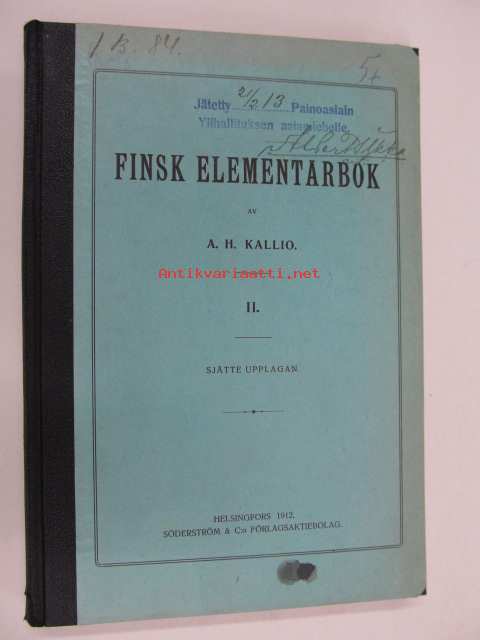 1 B. 84.
5+
Jätetty 21/2 13 Painoasiain
Ylihallituksen asiamiehelle.
FINSK ELEMENTARBOK
AV
A. H. KALLIO.
Antikvariaatti.net
II.
SJÄTTE UPPLAGAN
HELSINGFORS 1912,
SÖDERSTRÖM & C:o FÖRLAGSAKTIEBOLAG.